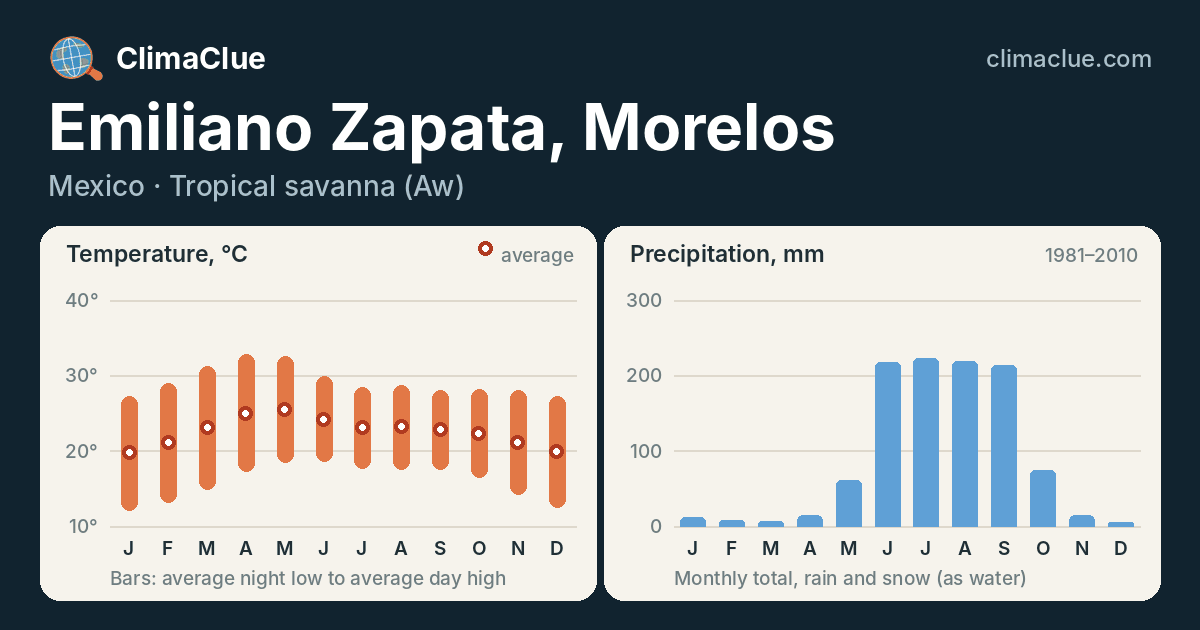 ClimaClue
climaclue.com
Emiliano Zapata, Morelos
Mexico · Tropical savanna (Aw)
Temperature, °C
average
40°
30°
20°
10°
J F M A M J J A S O N D
Bars: average night low to average day high
Precipitation, mm
1981–2010
300
200
100
0
J F M A M J J A S O N D
Monthly total, rain and snow (as water)